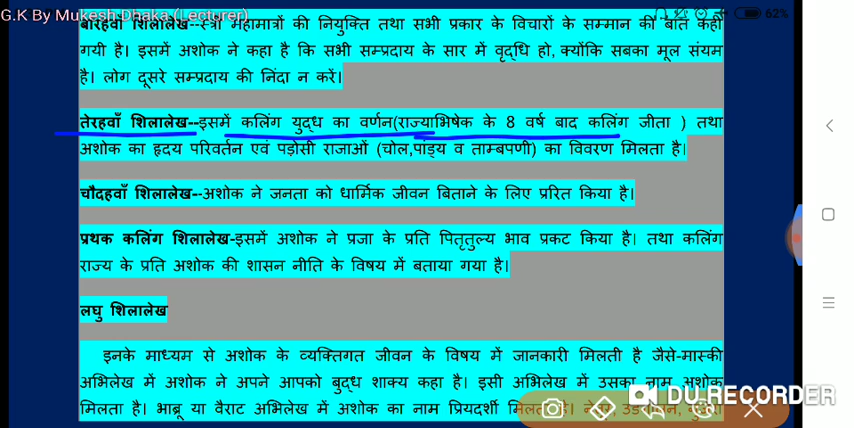 G.K By Mukesh Dhaka (Lecturer)
62%
बारहवाँ शिलालेख--स्त्री महामात्रों की नियुक्ति तथा सभी प्रकार के विचारों के सम्मान की बात कही
गयी है। इसमें अशोक ने कहा है कि सभी सम्प्रदाय के सार में वृद्धि हो, क्योंकि सबका मूल संयम
है। लोग दूसरे सम्प्रदाय की निंदा न करें।
तेरहवाँ शिलालेख--इसमें कलिंग युद्ध का वर्णन(राज्याभिषेक के 8 वर्ष बाद कलिंग जीता ) तथा
अशोक का हृदय परिवर्तन एवं पड़ोसी राजाओं (चोल,पांड्य व ताम्बपणी) का विवरण मिलता है।
चौदहवाँ शिलालेख--अशोक ने जनता को धार्मिक जीवन बिताने के लिए प्ररित किया है।
प्रथक कलिंग शिलालेख-इसमें अशोक ने प्रजा के प्रति पितृतुल्य भाव प्रकट किया है। तथा कलिंग
राज्य के प्रति अशोक की शासन नीति के विषय में बताया गया है।
लघु शिलालेख
इनके माध्यम से अशोक के व्यक्तिगत जीवन के विषय में जानकारी मिलती है जैसे-मास्की
अभिलेख में अशोक ने अपने आपको बुद्ध शाक्य कहा है। इसी अभिलेख में उसका नाम अशोक
मिलता है। भाब्रू या वैराट अभिलेख में अशोक का नाम प्रियदर्शी मिलता है।
DU RECORDER